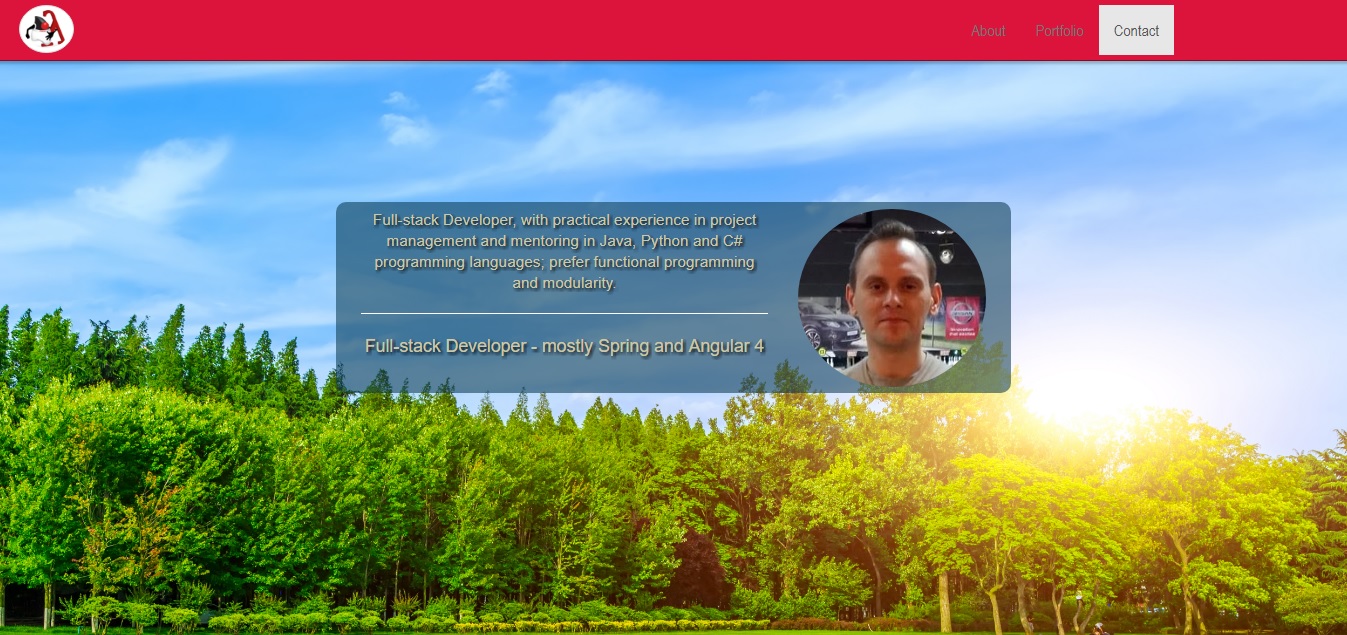 About
Portfolio
Contact
Full-stack Developer, with practical experience in project
management and mentoring in Java, Python and C#
programming languages; prefer functional programming
and modularity.
Full-stack Developer - mostly Spring and Angular 4